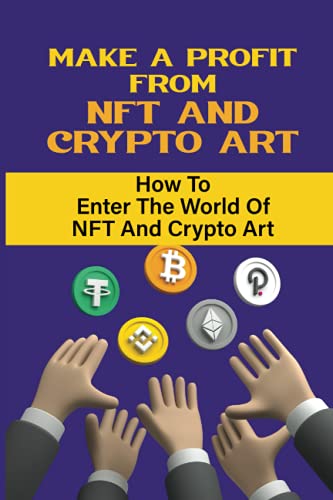 MAKE A PROFIT
FROM
NFT AND
CRYPTO ART
How To
Enter The World Of
NFT And Crypto Art